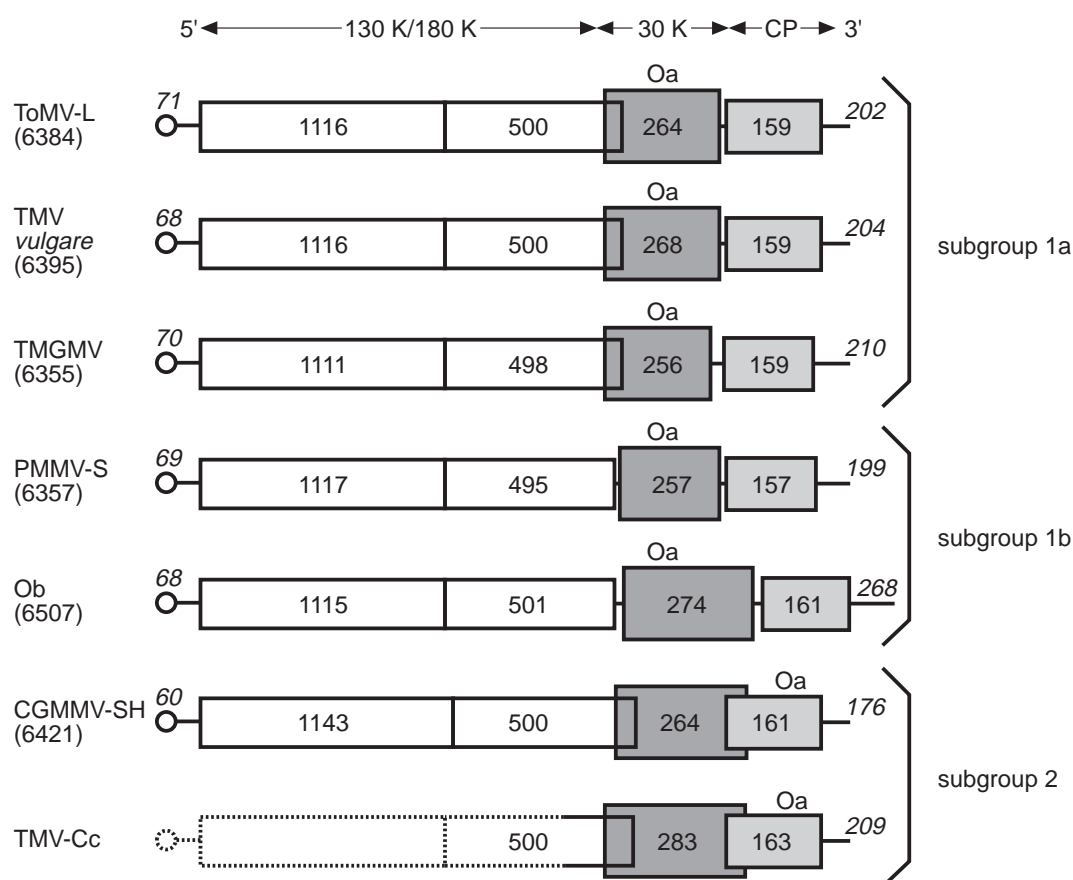 5' 130 K/180 K 30 K CP 3'
Oa
ToMV-L
(6384)
71 1116 500 264 159 202
Oa
TMV
vulgare
(6395)
68 1116 500 268 159 204
subgroup 1a
Oa
TMGMV
(6355)
70 1111 498 256 159 210
Oa
PMMV-S
(6357)
69 1117 495 257 157 199
subgroup 1b
Oa
Ob
(6507)
68 1115 501 274 161 268
Oa
CGMMV-SH
(6421)
60 1143 500 264 161 176
subgroup 2
Oa
TMV-Cc
500 283 163 209